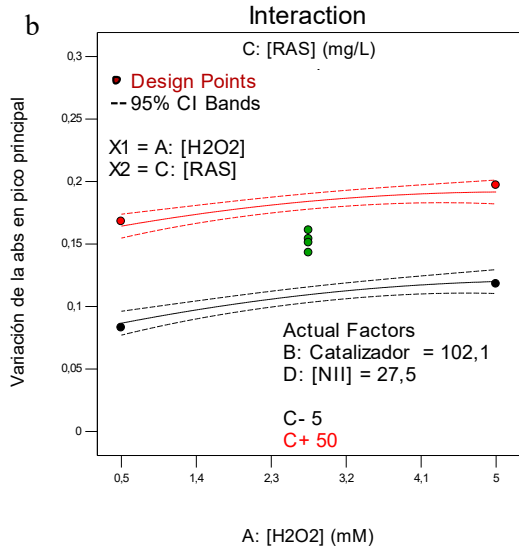 b
Interaction
C: [RAS] (mg/L)
Design Points
95% CI Bands
X1 = A: [H2O2]
X2 = C: [RAS]
Actual Factors
B: Catalizador = 102,1
D: [NII] = 27,5
C- 5
C+ 50
Variación de la abs en pico principal
0,3
0,25
0,2
0,15
0,1
0,05
0
0,5 1,4 2,3 3,2 4,1 5
A: [H2O2] (mM)